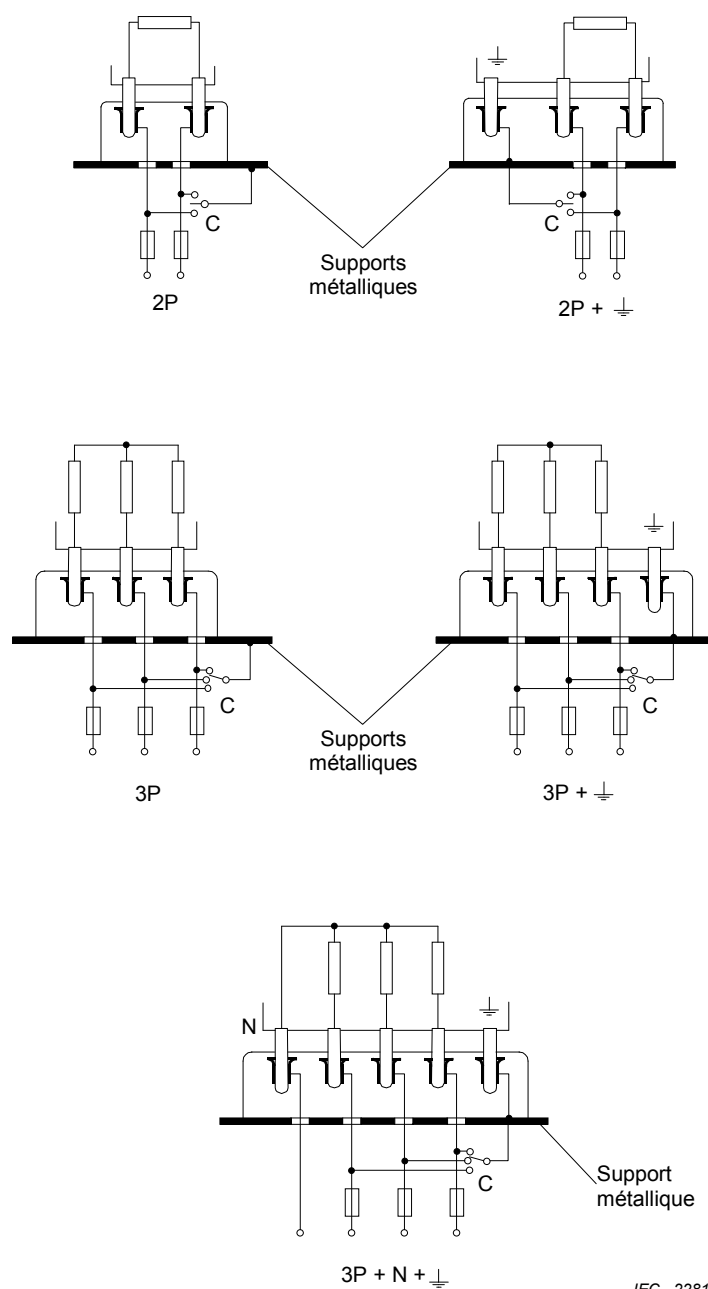 C
C
Supports
métalliques
2P
2P + ⏚
C
C
Supports
métalliques
3P
3P + ⏚
N
C
Support
métallique
3P + N + ⏚